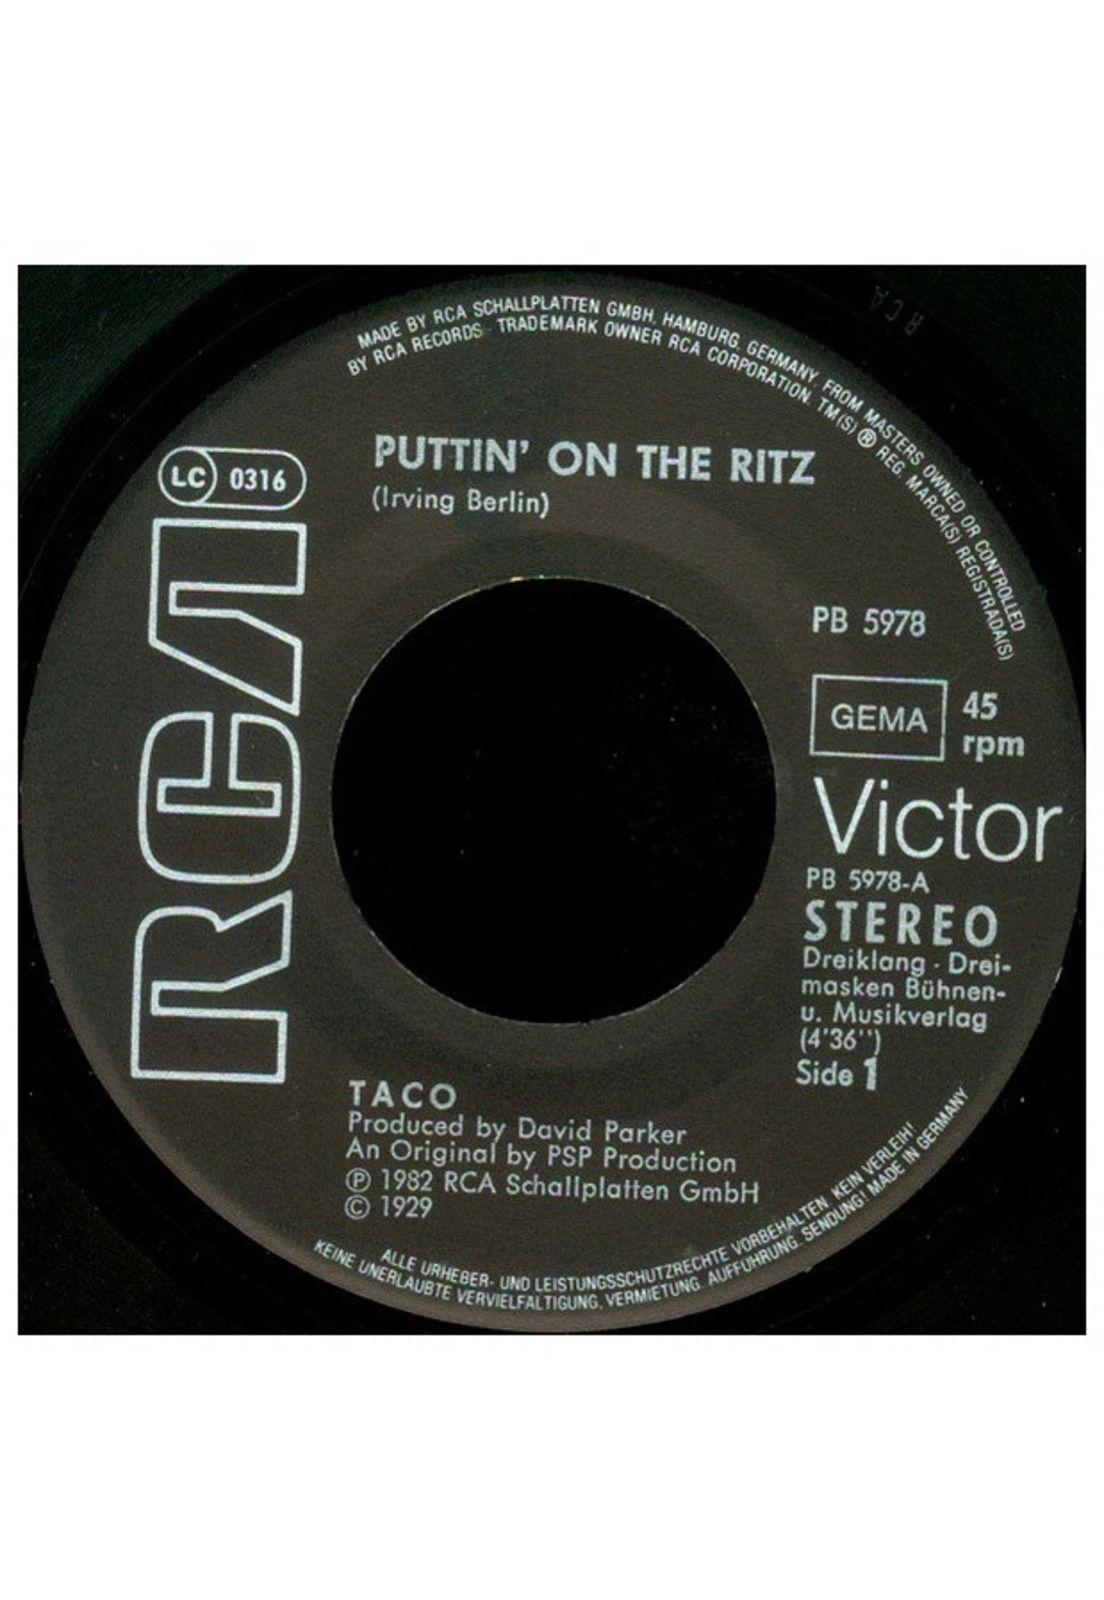 MADE BY RCA SCHALLPLATTEN GMBH, HAMBURG, GERMANY, FROM MASTERS OWNED OR CONTROLLED
BY RCA RECORDS · TRADEMARK OWNER RCA CORPORATION. TM(S) ® REG. MARCA(S) REGISTRADA(S)
RCA
PUTTIN' ON THE RITZ
(Irving Berlin)
LC 0316
RCA
PB 5978
GEMA
45
rpm
Victor
PB 5978-A
STEREO
Dreiklang · Drei-
masken Bühnen-
u. Musikverlag
(4'36'')
Side 1
TACO
Produced by David Parker
An Original by PSP Production
℗ 1982 RCA Schallplatten GmbH
© 1929
ALLE URHEBER- UND LEISTUNGSSCHUTZRECHTE VORBEHALTEN. KEIN VERLEIH!
KEINE UNERLAUBTE VERVIELFÄLTIGUNG, VERMIETUNG, AUFFÜHRUNG, SENDUNG! MADE IN GERMANY